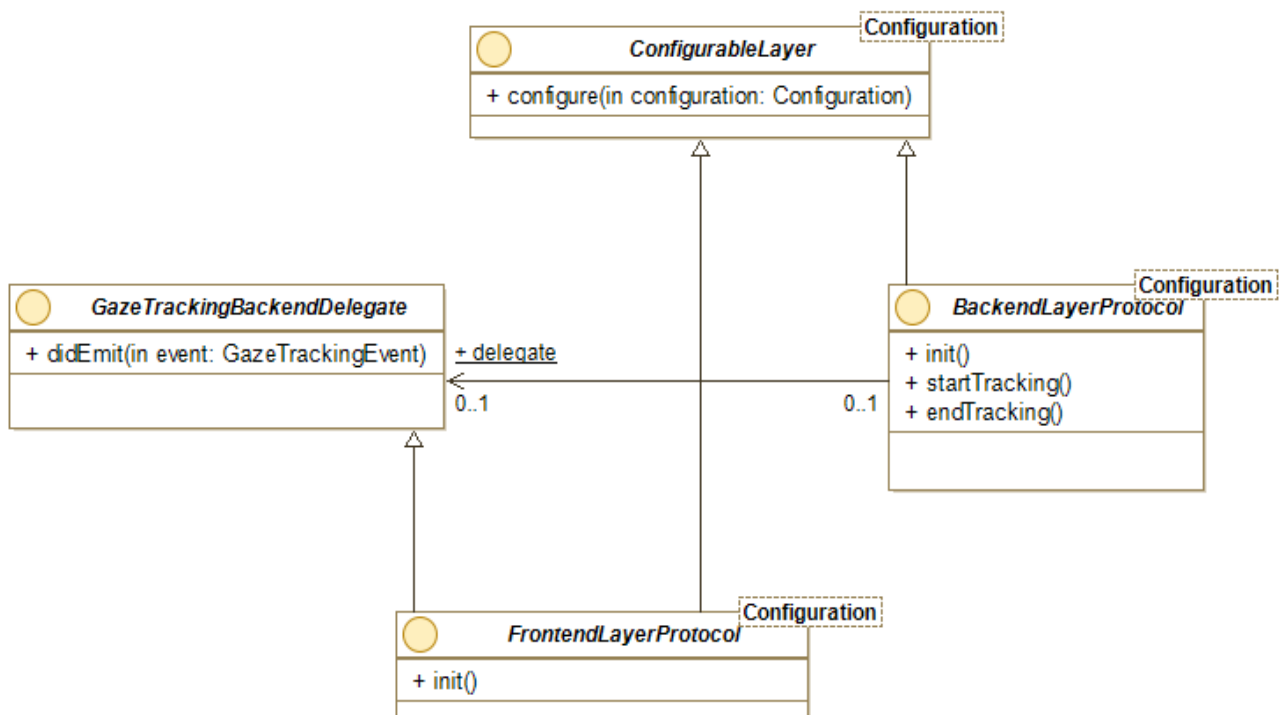 Configuration
ConfigurableLayer
+ configure(in configuration: Configuration)
Configuration
GazeTrackingBackendDelegate
BackendLayerProtocol
+ didEmit(in event: GazeTrackingEvent)
+ delegate
+ init()
+ startTracking()
0..1
0..1
+ endTracking()
Configuration
FrontendLayerProtocol
+ init()